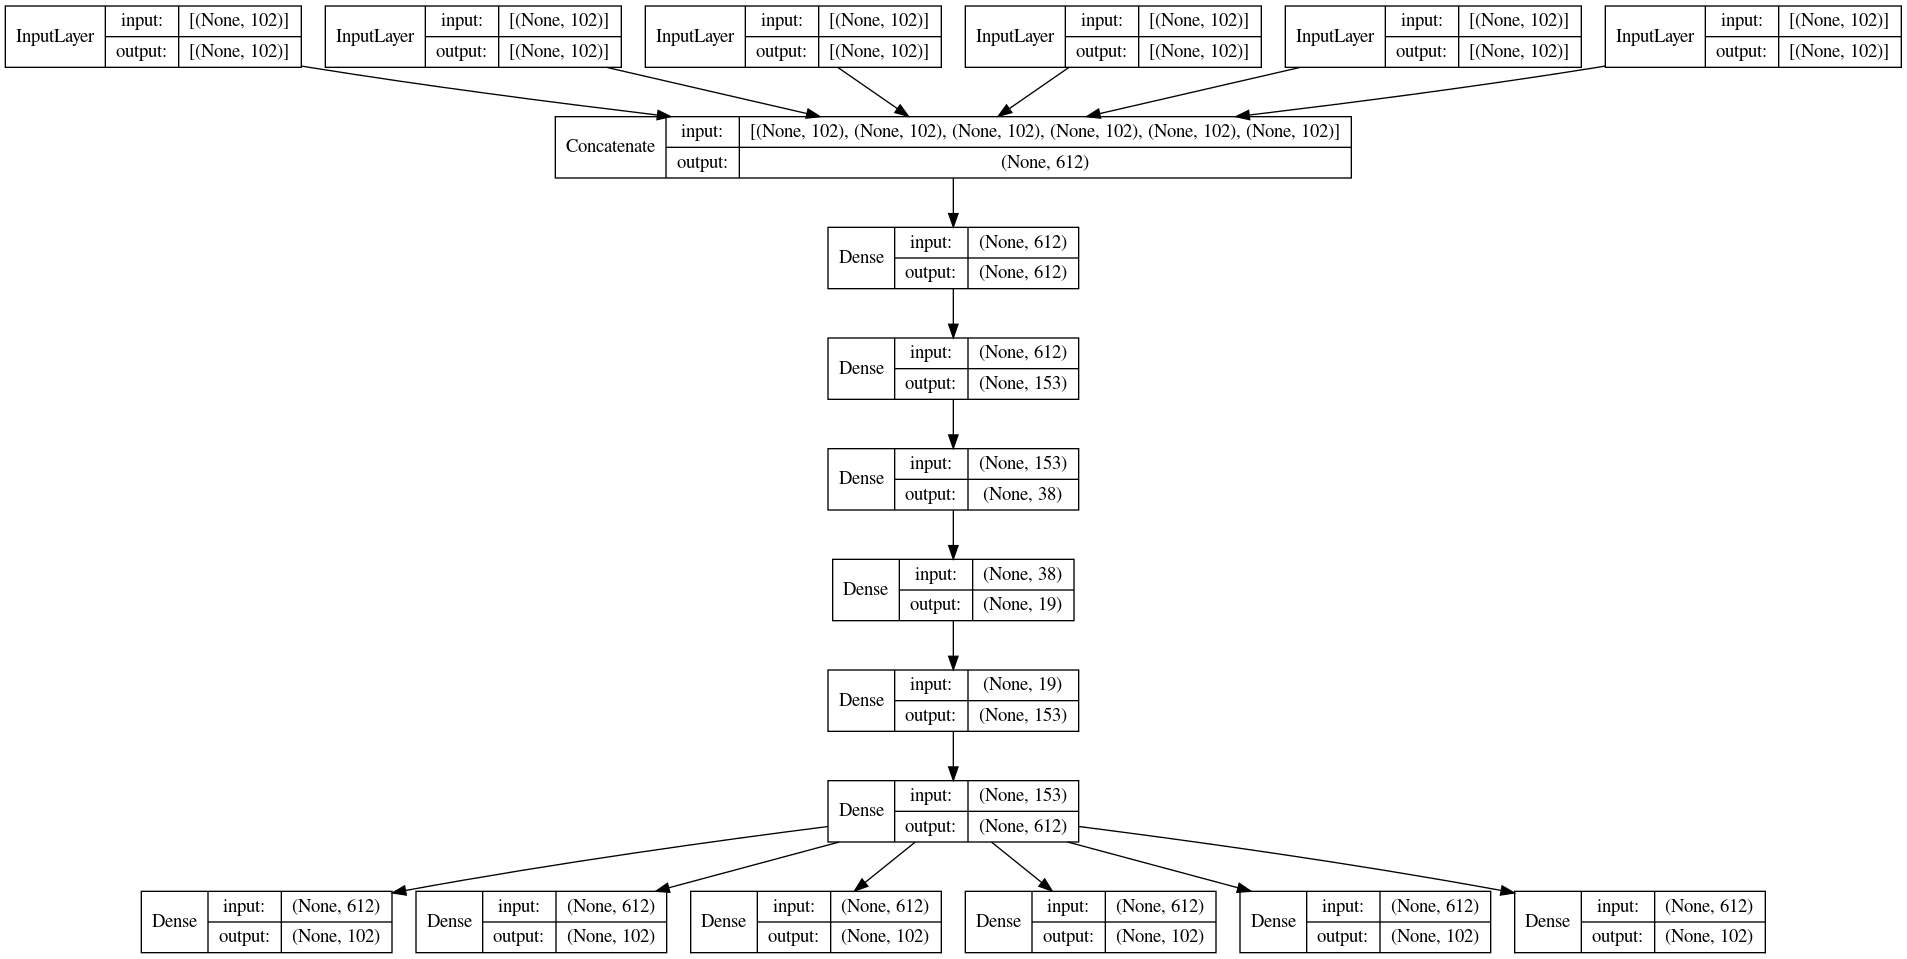 InputLayer input: [(None, 102)] output: [(None, 102)]
InputLayer input: [(None, 102)] output: [(None, 102)]
InputLayer input: [(None, 102)] output: [(None, 102)]
InputLayer input: [(None, 102)] output: [(None, 102)]
InputLayer input: [(None, 102)] output: [(None, 102)]
InputLayer input: [(None, 102)] output: [(None, 102)]
Concatenate input: [(None, 102), (None, 102), (None, 102), (None, 102), (None, 102), (None, 102)] output: (None, 612)
Dense input: (None, 612) output: (None, 612)
Dense input: (None, 612) output: (None, 153)
Dense input: (None, 153) output: (None, 38)
Dense input: (None, 38) output: (None, 19)
Dense input: (None, 19) output: (None, 153)
Dense input: (None, 153) output: (None, 612)
Dense input: (None, 612) output: (None, 102)
Dense input: (None, 612) output: (None, 102)
Dense input: (None, 612) output: (None, 102)
Dense input: (None, 612) output: (None, 102)
Dense input: (None, 612) output: (None, 102)
Dense input: (None, 612) output: (None, 102)